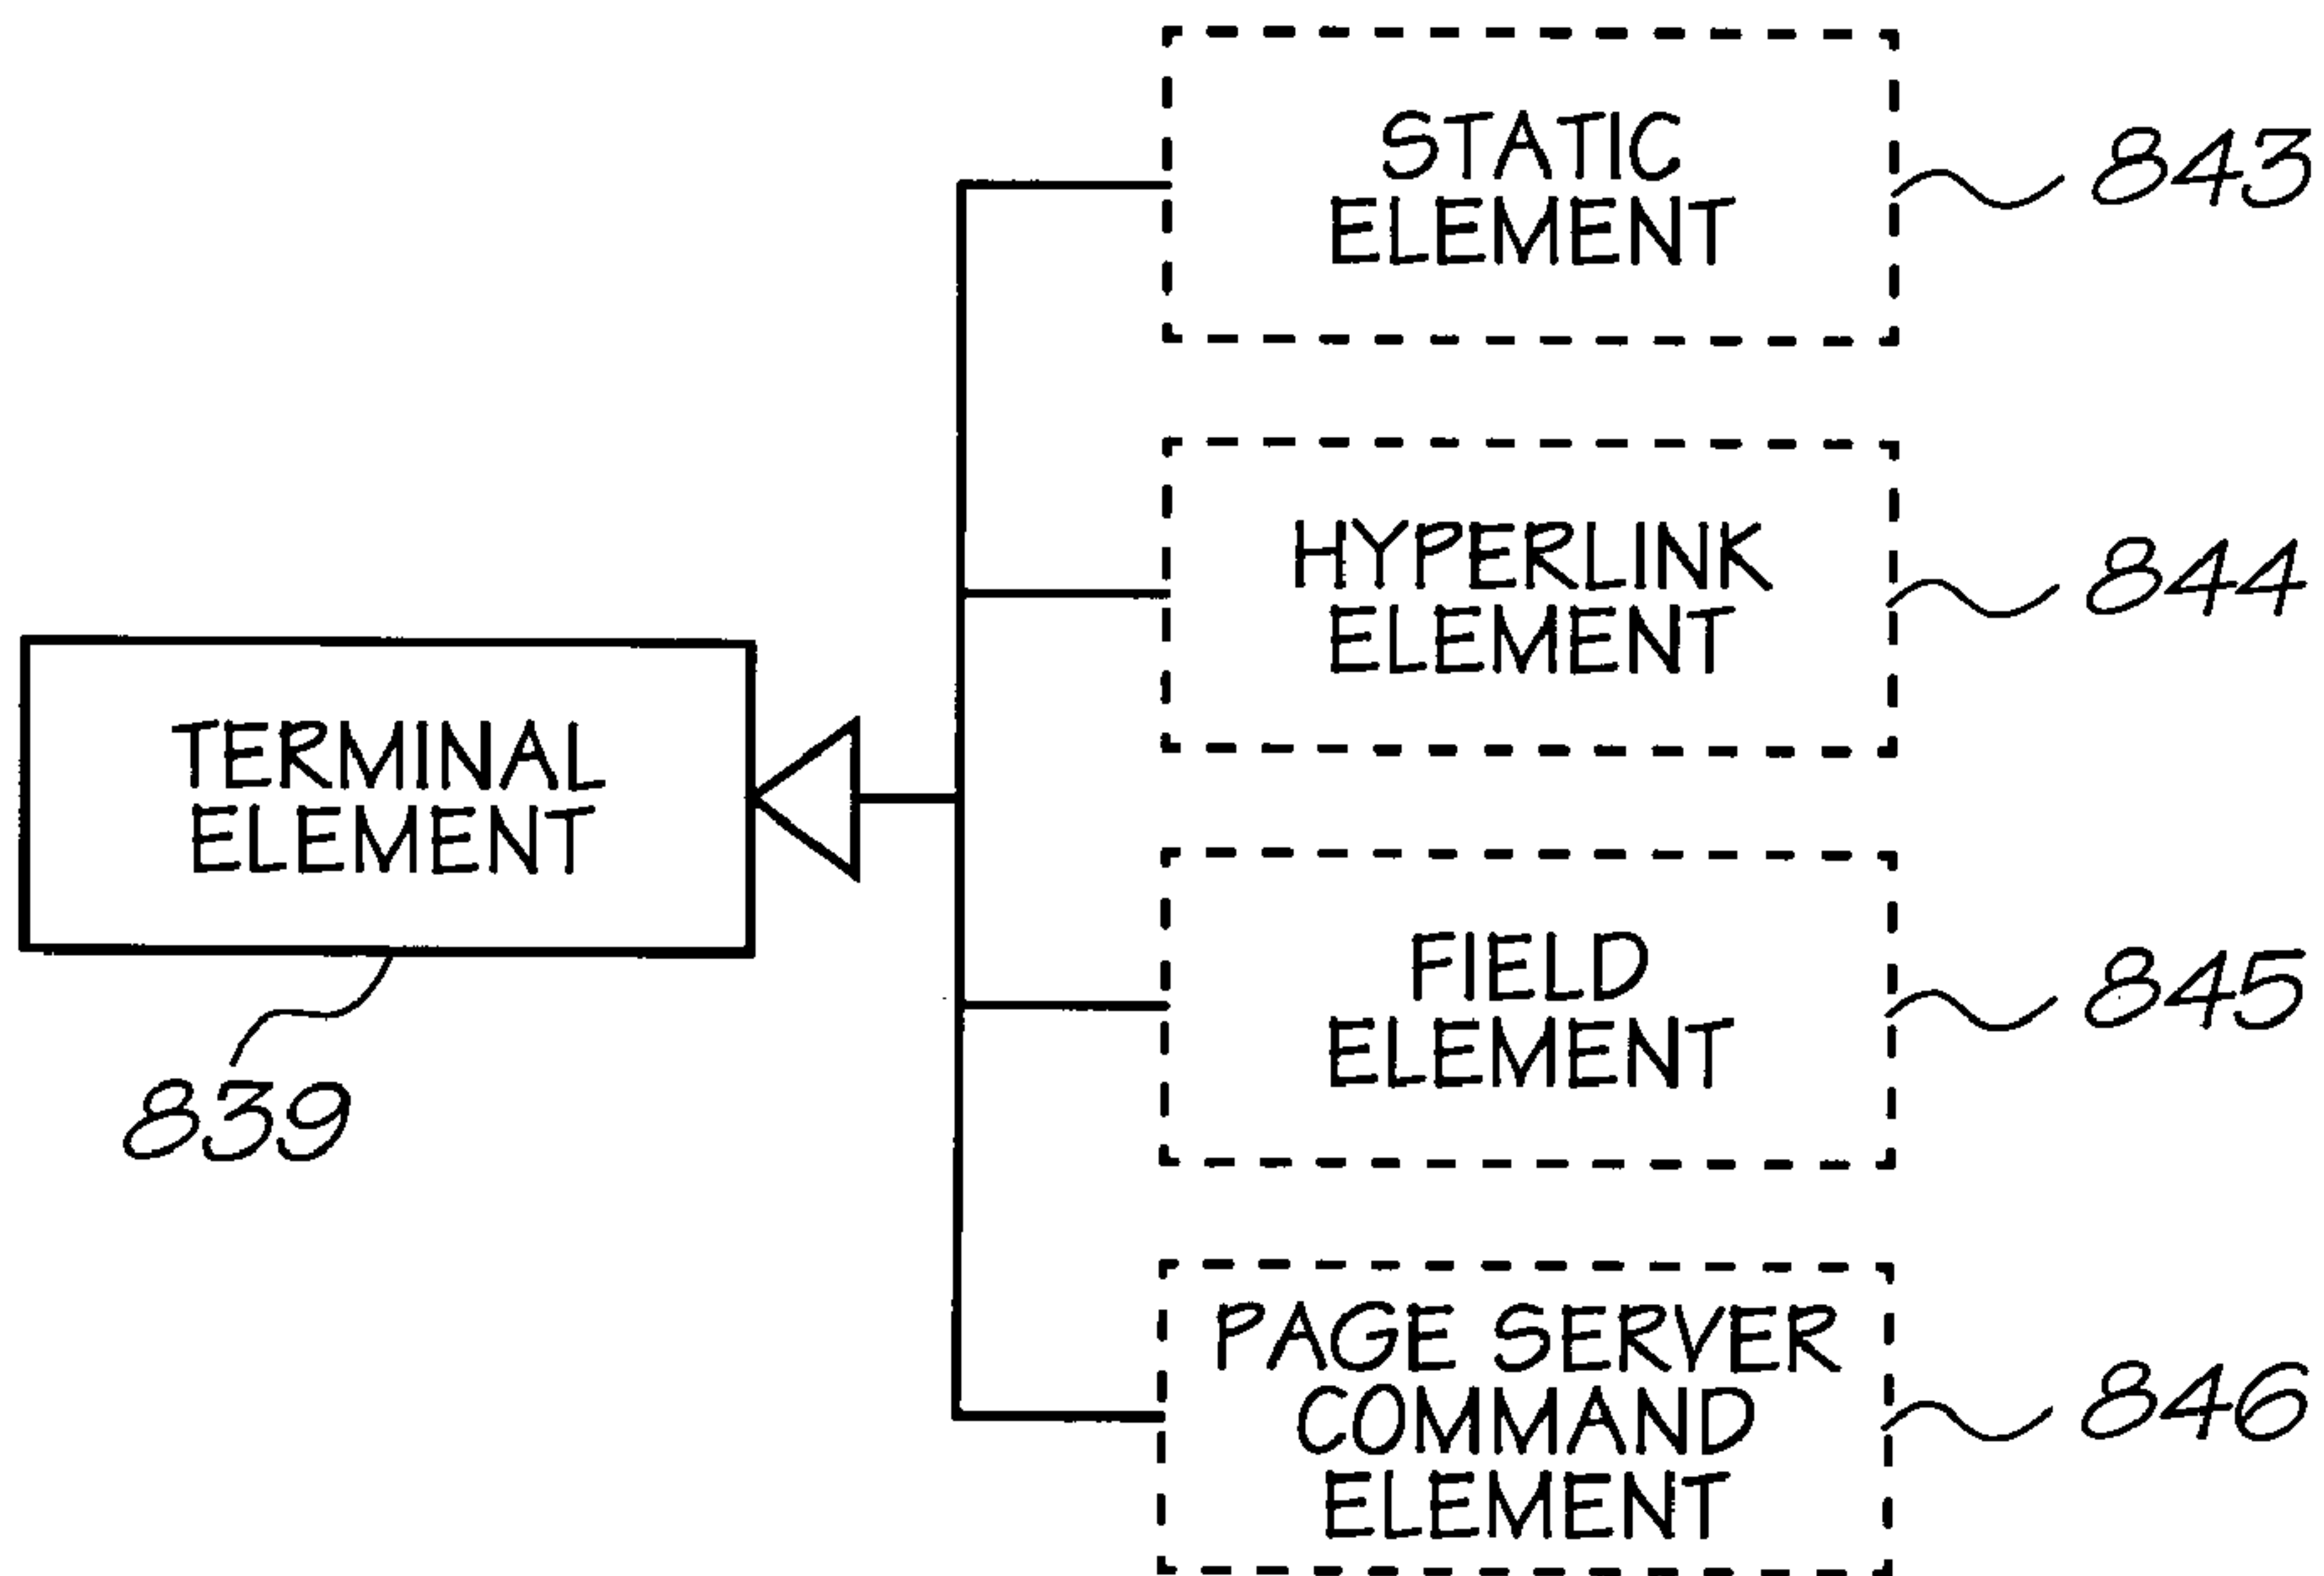 STATIC
ELEMENT
843
HYPERLINK
ELEMENT
844
TERMINAL
ELEMENT
839
FIELD
ELEMENT
845
PAGE SERVER
COMMAND
ELEMENT
846